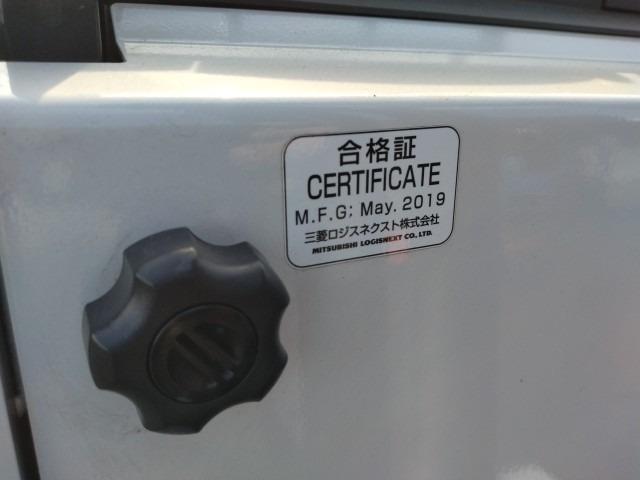 合格証
CERTIFICATE
M.F.G; May. 2019
三菱ロジスネクスト株式会社
MITSUBISHI LOGISNEXT CO., LTD.